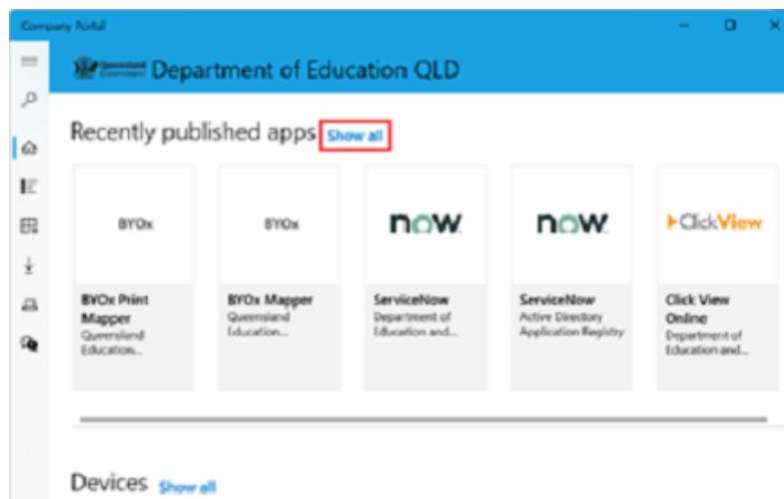 Company Portal
Queensland Government
Department of Education QLD
Recently published apps Show all
BYOx
BYOx
now
now
ClickView
BYOx Print Mapper
Queensland Education...
BYOx Mapper
Queensland Education...
ServiceNow
Department of Education and...
ServiceNow
Active Directory Application Registry
Click View Online
Department of Education and...
Devices Show all